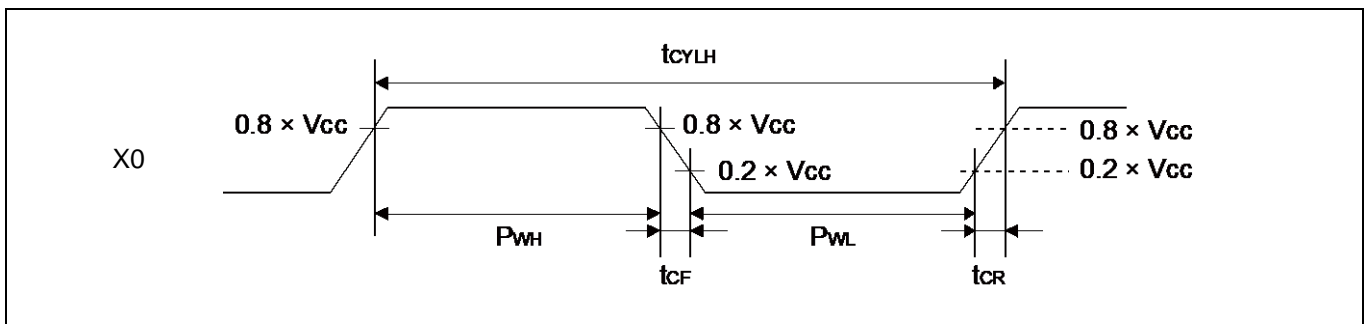 tCYLH
0.8 × Vcc
0.8 × Vcc
0.8 × Vcc
X0
0.2 × Vcc
0.2 × Vcc
PWH
PWL
tCF
tCR